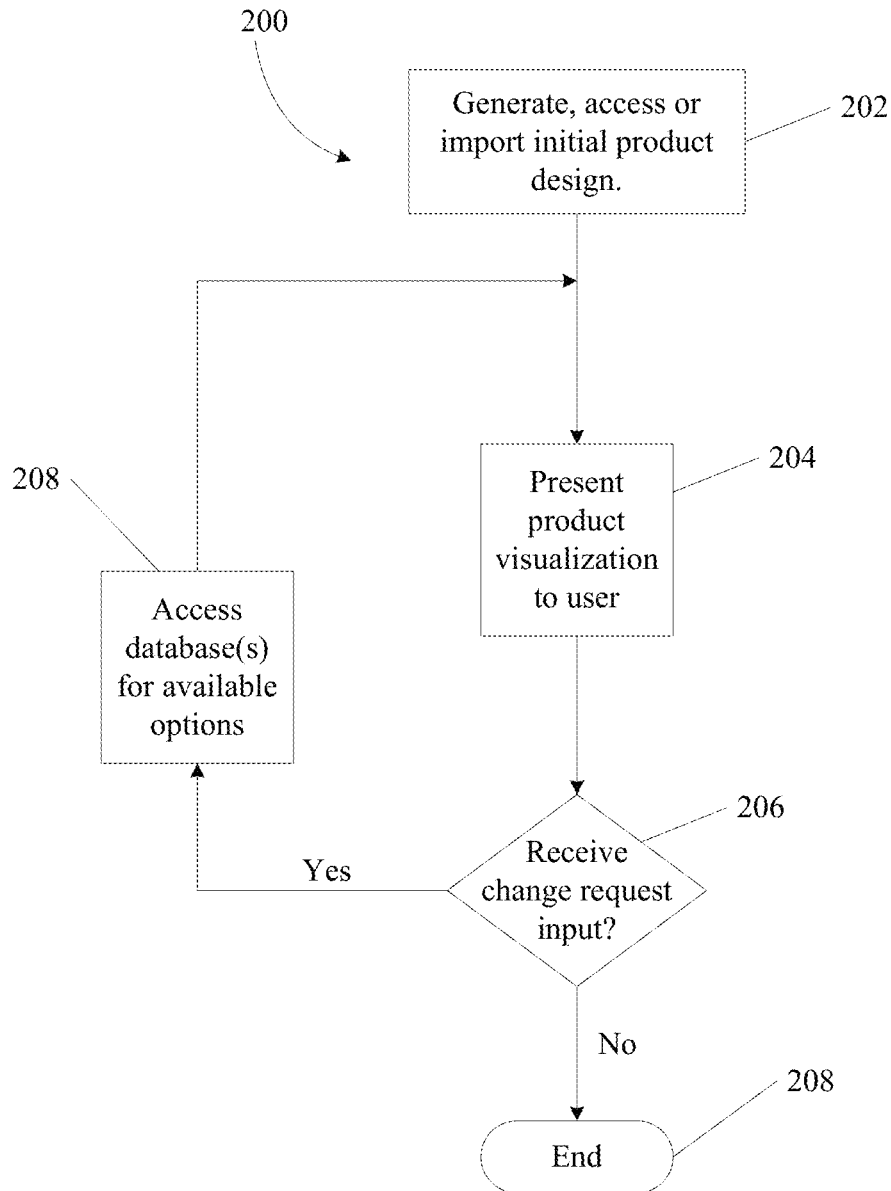 200
Generate, access or
import initial product
design.
202
204
Present
product
visualization
to user
208
Access
database(s)
for available
options
206
Receive
change request
input?
Yes
No
208
End